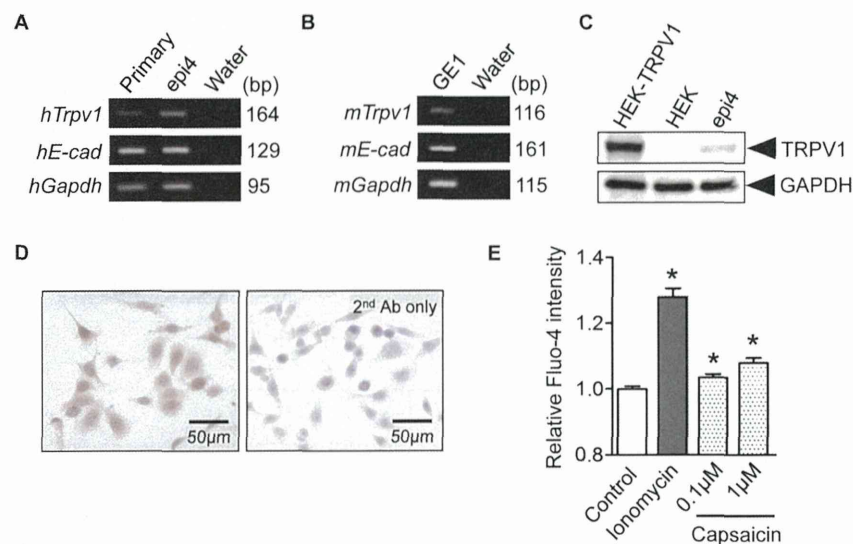 A
Primary
epi4
Water
(bp)
hTrpv1
164
hE-cad
129
hGapdh
95
B
GE1
Water
(bp)
mTrpv1
116
mE-cad
161
mGapdh
115
C
HEK-TRPV1
HEK
epi4
TRPV1
GAPDH
D
50μm
2nd Ab only
50μm
E
Relative Fluo-4 intensity
1.4
1.2
1.0
0.8
*
*
*
Control
Ionomycin
0.1μM
1μM
Capsaicin